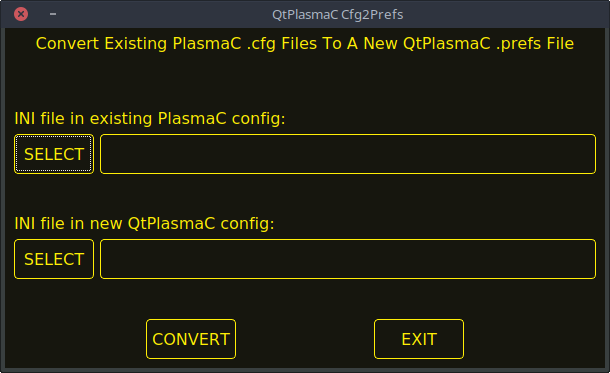 QtPlasmaC Cfg2Prefs
Convert Existing PlasmaC .cfg Files To A New QtPlasmaC .prefs File
INI file in existing PlasmaC config:
SELECT
INI file in new QtPlasmaC config:
SELECT
CONVERT EXIT